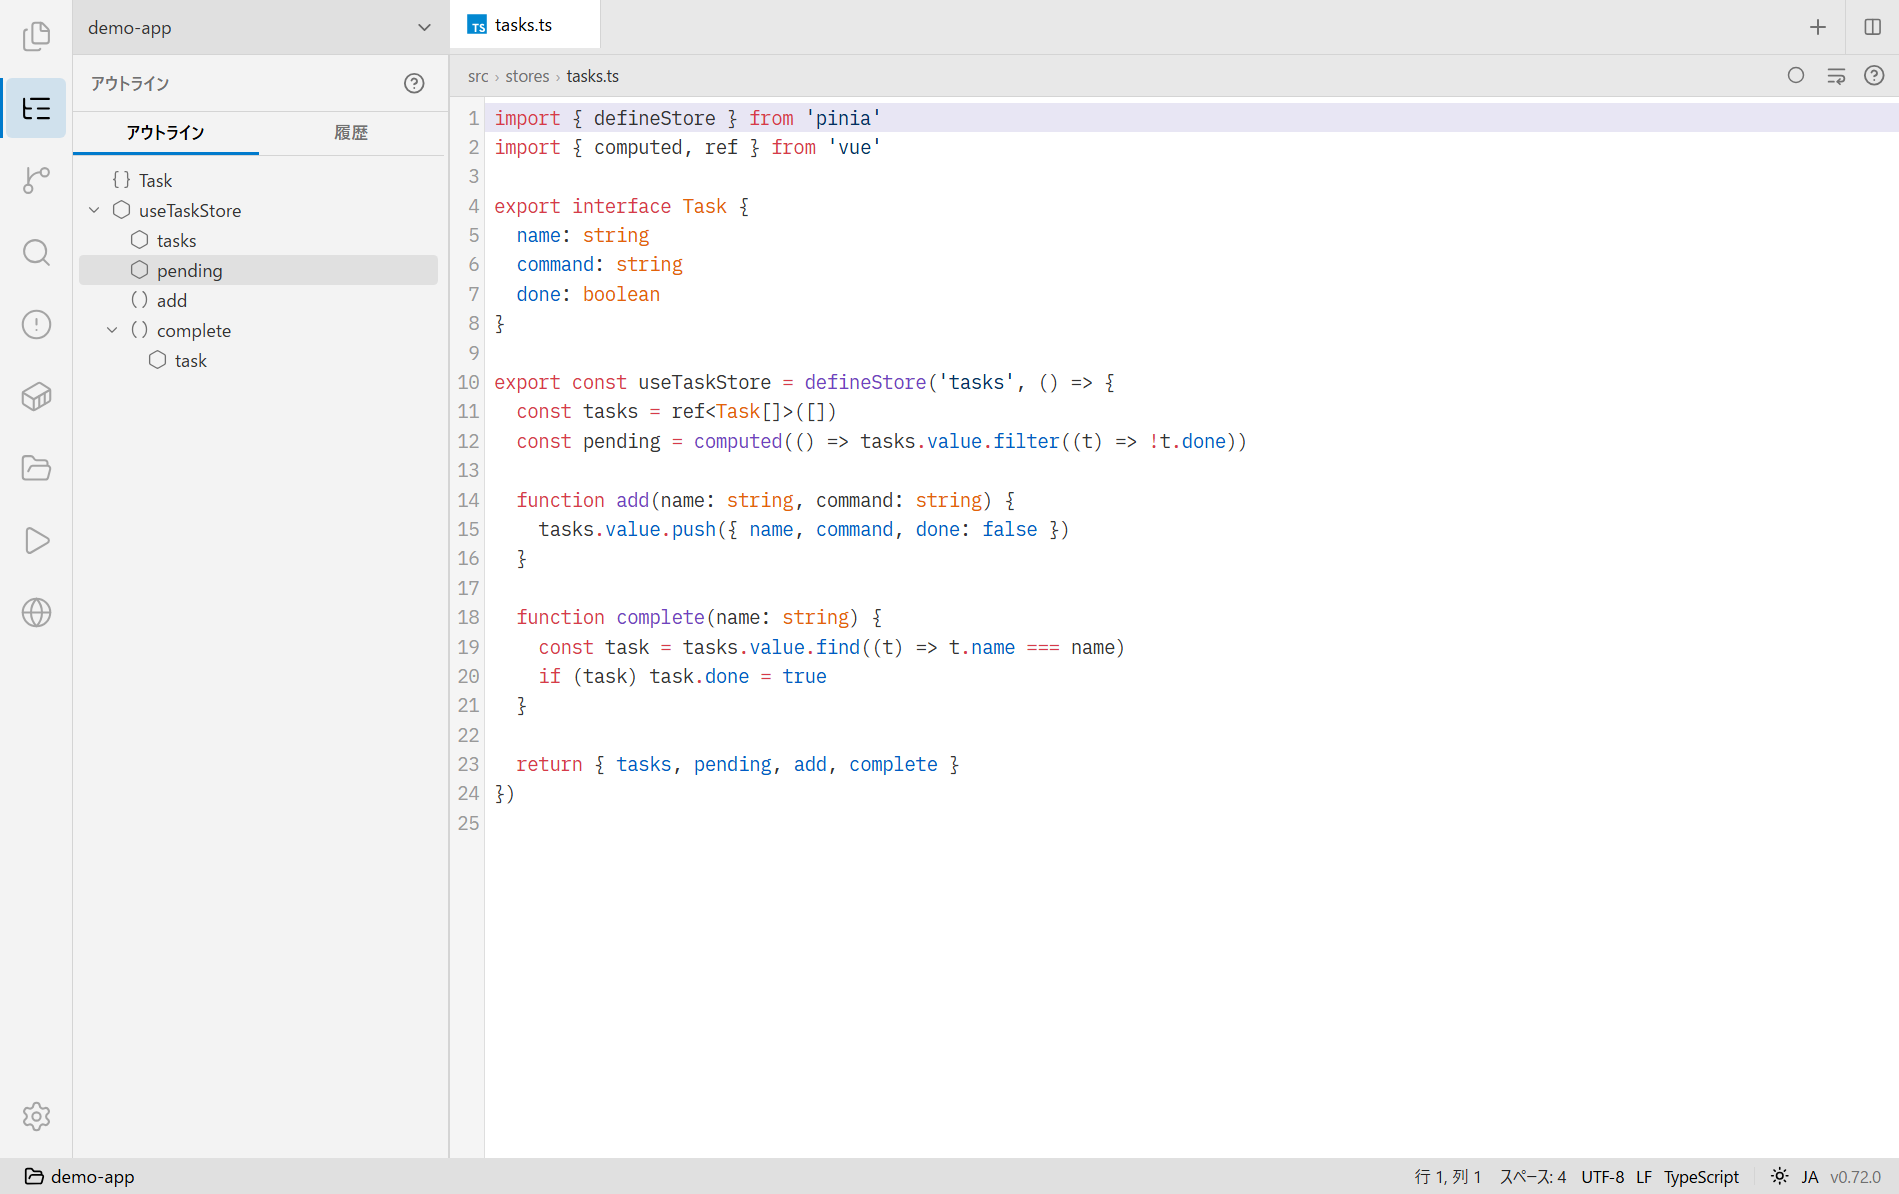 demo-app
アウトライン
アウトライン
履歴
{} Task
useTaskStore
tasks
pending
() add
() complete
task
TS tasks.ts
src › stores › tasks.ts
1 import { defineStore } from 'pinia'
2 import { computed, ref } from 'vue'
3
4 export interface Task {
5   name: string
6   command: string
7   done: boolean
8 }
9
10 export const useTaskStore = defineStore('tasks', () => {
11   const tasks = ref<Task[]>([])
12   const pending = computed(() => tasks.value.filter((t) => !t.done))
13
14   function add(name: string, command: string) {
15     tasks.value.push({ name, command, done: false })
16   }
17
18   function complete(name: string) {
19     const task = tasks.value.find((t) => t.name === name)
20     if (task) task.done = true
21   }
22
23   return { tasks, pending, add, complete }
24 })
25
demo-app
行 1, 列 1 スペース: 4 UTF-8 LF TypeScript JA v0.72.0